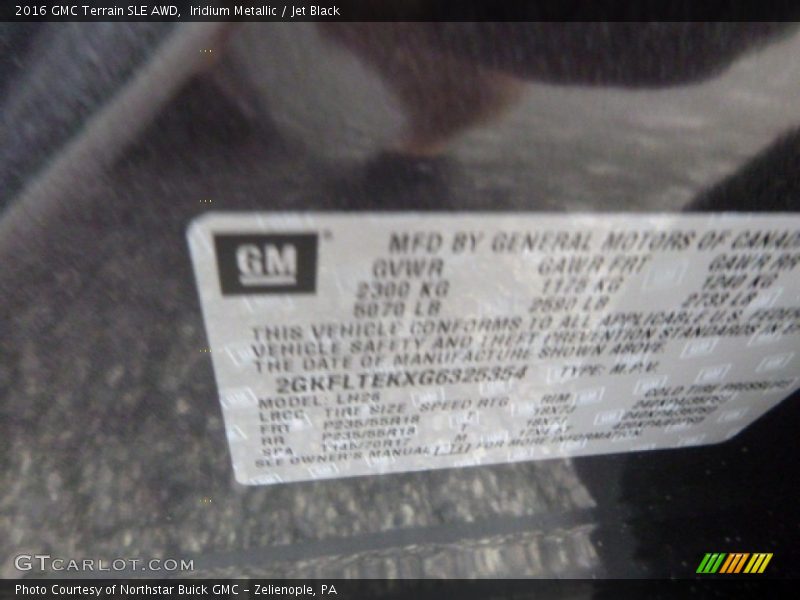 2016 GMC Terrain SLE AWD, Iridium Metallic / Jet Black
GM
MFD BY GENERAL MOTORS OF CANADA
GVWR GAWR FRT GAWR RR
2300 KG 1175 KG 1240 KG
5070 LB 2590 LB 2733 LB
THIS VEHICLE CONFORMS TO ALL APPLICABLE U.S. FEDERAL
VEHICLE SAFETY AND THEFT PREVENTION STANDARDS IN
THE DATE OF MANUFACTURE SHOWN ABOVE.
2GKFLTEKXG6325354 TYPE: M.P.V.
MODEL: LH26
LRCC TIRE SIZE SPEED RTG RIM COLD TIRE PRESSURE
FRT P235/55R18
RR P235/55R18
SPA T145/70R17 M
SEE OWNER'S MANUAL FOR MORE INFORMATION.
GTCARLOT.COM
Photo Courtesy of Northstar Buick GMC - Zelienople, PA